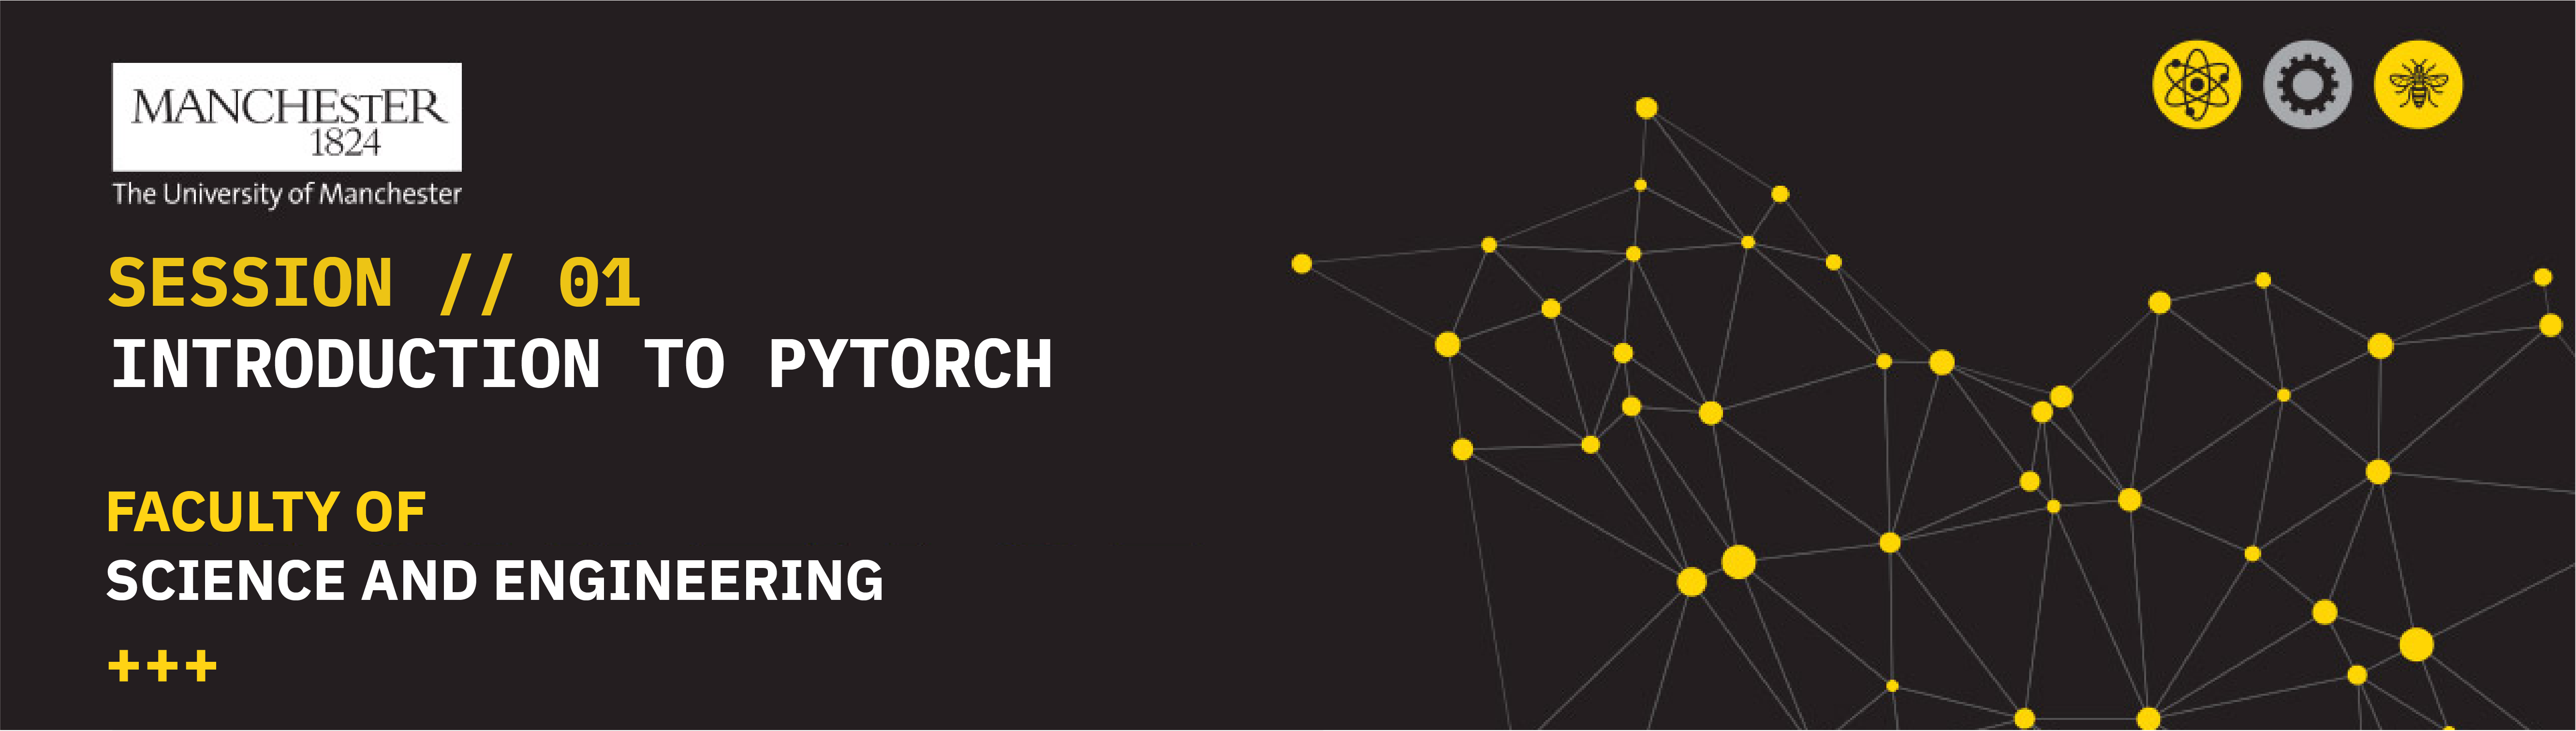 MANCHEsTER
1824
The University of Manchester
SESSION // 01
INTRODUCTION TO PYTORCH
FACULTY OF
SCIENCE AND ENGINEERING
+++